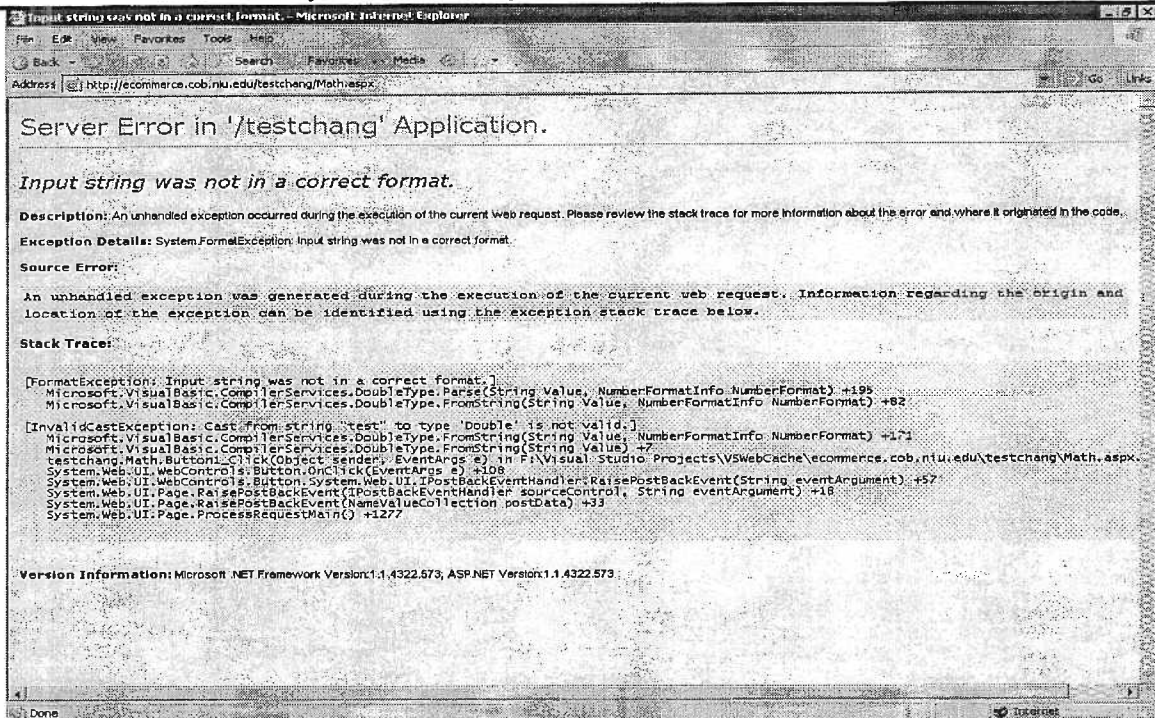 Input string was not in a correct format. - Microsoft Internet Explorer
File Edit View Favorites Tools Help
Back Search Favorites Media
Address http://ecommerce.cob.niu.edu/testchang/Math.aspx Go Links
Server Error in '/testchang' Application.
Input string was not in a correct format.
Description: An unhandled exception occurred during the execution of the current web request. Please review the stack trace for more information about the error and where it originated in the code.
Exception Details: System.FormatException: Input string was not in a correct format.
Source Error:
An unhandled exception was generated during the execution of the current web request. Information regarding the origin and
location of the exception can be identified using the exception stack trace below.
Stack Trace:
[FormatException: Input string was not in a correct format.]
Microsoft.VisualBasic.CompilerServices.DoubleType.Parse(String Value, NumberFormatInfo NumberFormat) +195
Microsoft.VisualBasic.CompilerServices.DoubleType.FromString(String Value, NumberFormatInfo NumberFormat) +82
[InvalidCastException: Cast from string "test" to type 'Double' is not valid.]
Microsoft.VisualBasic.CompilerServices.DoubleType.FromString(String Value, NumberFormatInfo NumberFormat) +171
Microsoft.VisualBasic.CompilerServices.DoubleType.FromString(String Value) +7
testchang.Math.Button1_Click(Object sender, EventArgs e) in F:\Visual Studio Projects\VSWebCache\ecommerce.cob.niu.edu\testchang\Math.aspx.
System.Web.UI.WebControls.Button.OnClick(EventArgs e) +108
System.Web.UI.WebControls.Button.System.Web.UI.IPostBackEventHandler.RaisePostBackEvent(String eventArgument) +57
System.Web.UI.Page.RaisePostBackEvent(IPostBackEventHandler sourceControl, String eventArgument) +18
System.Web.UI.Page.RaisePostBackEvent(NameValueCollection postData) +33
System.Web.UI.Page.ProcessRequestMain() +1277
Version Information: Microsoft .NET Framework Version:1.1.4322.573; ASP.NET Version:1.1.4322.573
Done Internet